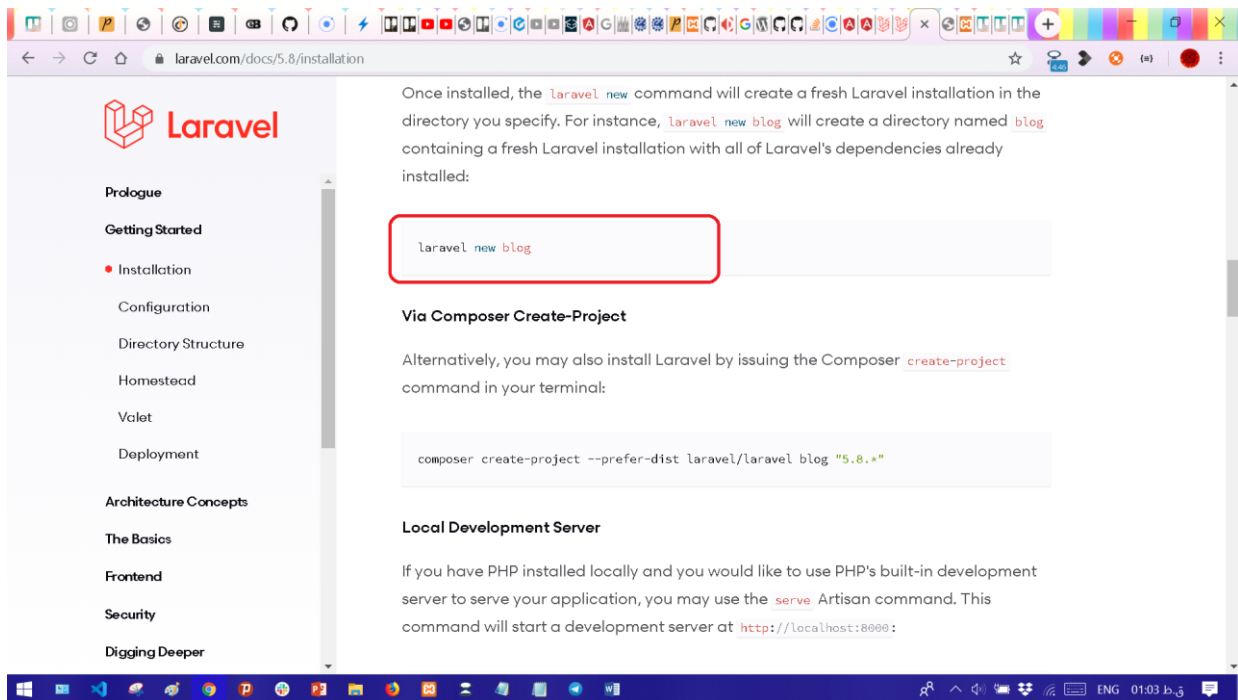 laravel.com/docs/5.8/installation
4:46
Laravel
Prologue
Getting Started
Installation
Configuration
Directory Structure
Homestead
Valet
Deployment
Architecture Concepts
The Basics
Frontend
Security
Digging Deeper
Once installed, the laravel new command will create a fresh Laravel installation in the
directory you specify. For instance, laravel new blog will create a directory named blog
containing a fresh Laravel installation with all of Laravel's dependencies already
installed:
laravel new blog
Via Composer Create-Project
Alternatively, you may also install Laravel by issuing the Composer create-project
command in your terminal:
composer create-project --prefer-dist laravel/laravel blog "5.8.*"
Local Development Server
If you have PHP installed locally and you would like to use PHP's built-in development
server to serve your application, you may use the serve Artisan command. This
command will start a development server at http://localhost:8000:
ENG 01:03 ق.ظ